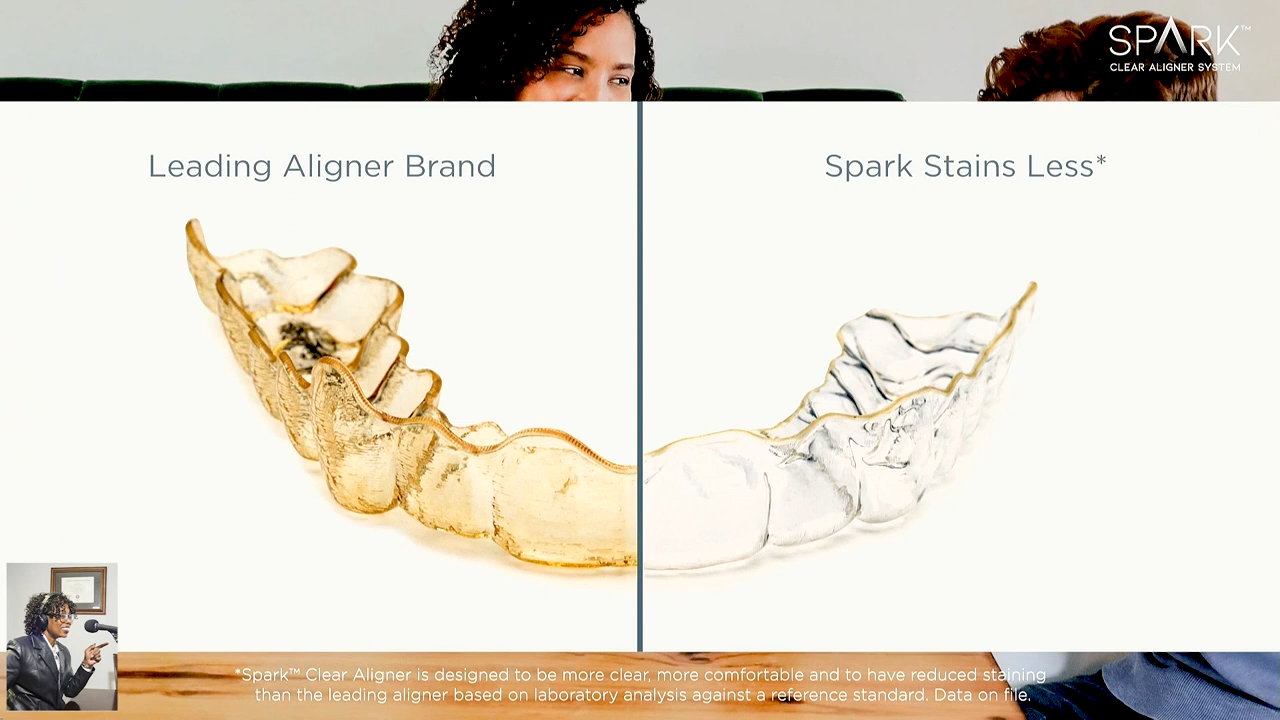 SPARK™
CLEAR ALIGNER SYSTEM
Leading Aligner Brand
Spark Stains Less*
*Spark™ Clear Aligner is designed to be more clear, more comfortable and to have reduced staining
than the leading aligner based on laboratory analysis against a reference standard. Data on file.